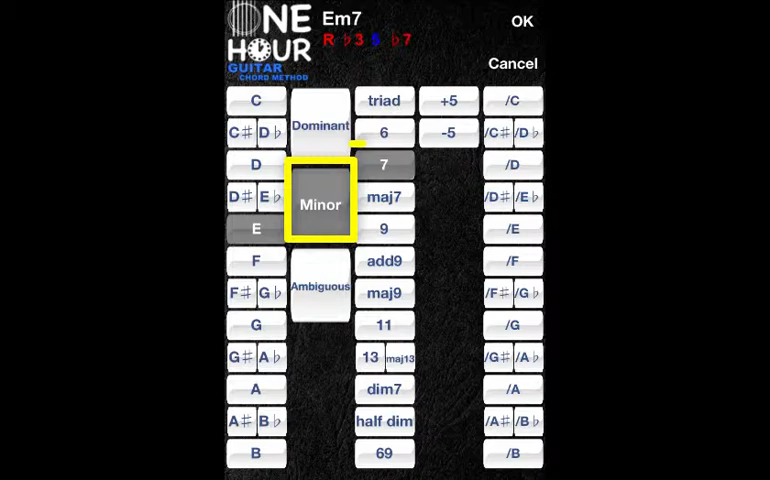 ONE
HOUR
GUITAR
CHORD METHOD
Em7
R ♭3 5 ♭7
OK
Cancel
C Dominant triad +5 /C
C♯ D♭ 6 -5 /C♯ /D♭
D 7 /D
D♯ E♭ Minor maj7 /D♯ /E♭
E 9 /E
F Ambiguous add9 /F
F♯ G♭ maj9 /F♯ /G♭
G 11 /G
G♯ A♭ 13 maj13 /G♯ /A♭
A dim7 /A
A♯ B♭ half dim /A♯ /B♭
B 69 /B